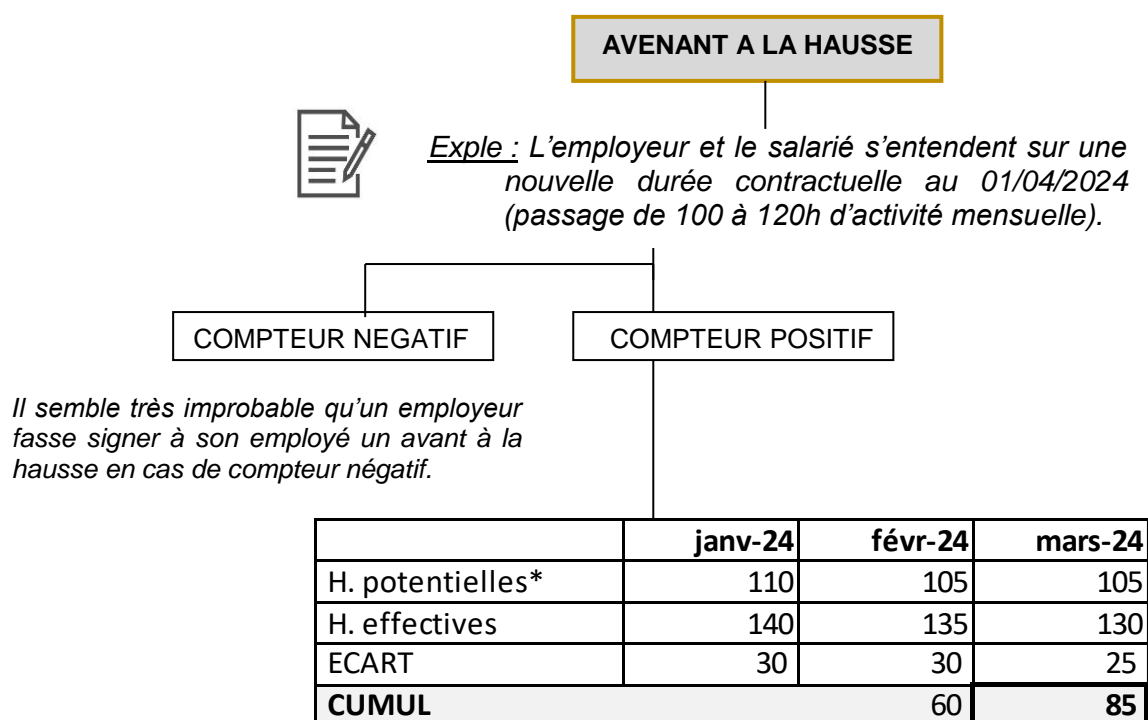 AVENANT A LA HAUSSE
Exple : L'employeur et le salarié s'entendent sur une
nouvelle durée contractuelle au 01/04/2024
(passage de 100 à 120h d'activité mensuelle).
COMPTEUR NEGATIF
COMPTEUR POSITIF
Il semble très improbable qu'un employeur
fasse signer à son employé un avant à la
hausse en cas de compteur négatif.
janv-24 févr-24 mars-24
H. potentielles* 110 105 105
H. effectives 140 135 130
ECART 30 30 25
CUMUL 60 85